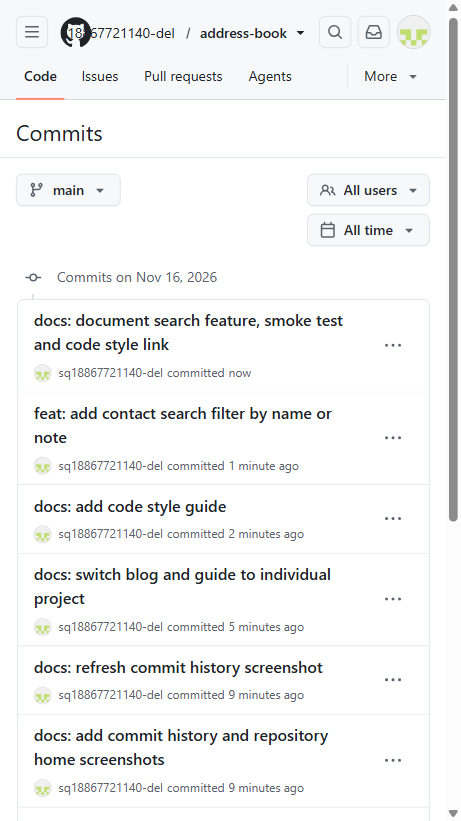 sq18867721140-del / address-book
Code Issues Pull requests Agents More
Commits
main All users
All time
Commits on Nov 16, 2026
docs: document search feature, smoke test
and code style link
sq18867721140-del committed now
feat: add contact search filter by name or
note
sq18867721140-del committed 1 minute ago
docs: add code style guide
sq18867721140-del committed 2 minutes ago
docs: switch blog and guide to individual
project
sq18867721140-del committed 5 minutes ago
docs: refresh commit history screenshot
sq18867721140-del committed 9 minutes ago
docs: add commit history and repository
home screenshots
sq18867721140-del committed 9 minutes ago